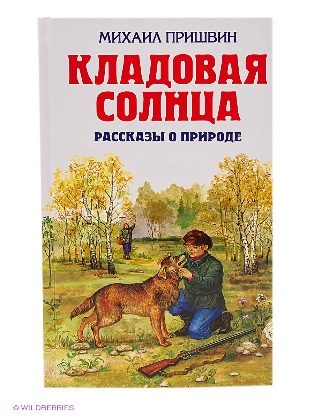 МИХАИЛ ПРИШВИН
КЛАДОВАЯ
СОЛНЦА
РАССКАЗЫ О ПРИРОДЕ
© WILDBERRIES